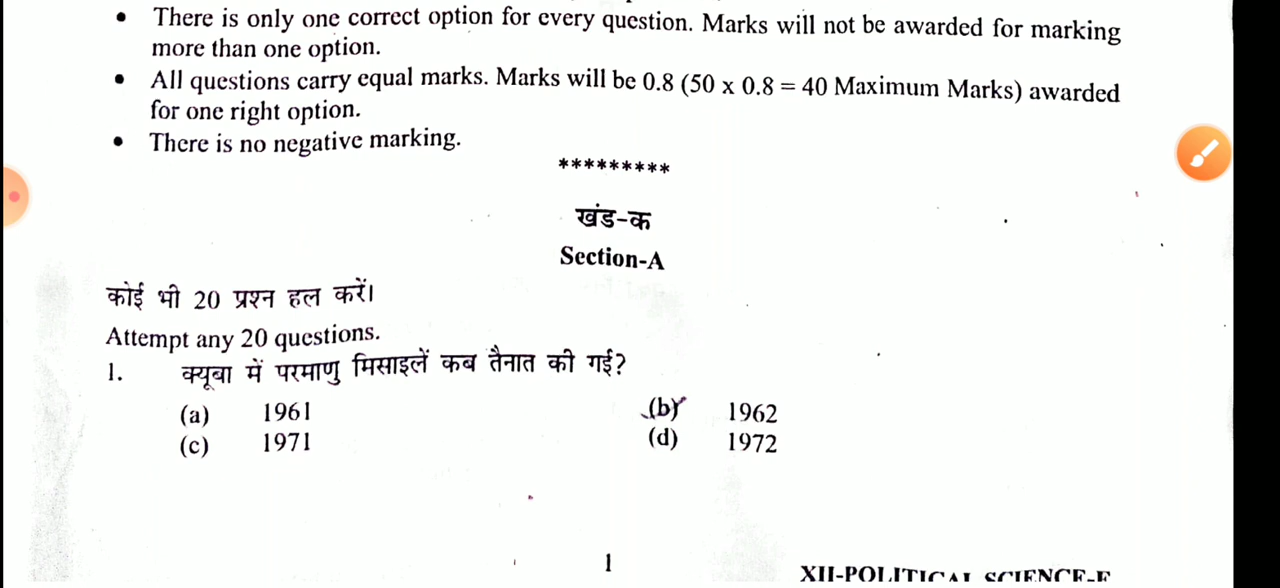 • There is only one correct option for every question. Marks will not be awarded for marking
more than one option.
• All questions carry equal marks. Marks will be 0.8 (50 x 0.8 = 40 Maximum Marks) awarded
for one right option.
• There is no negative marking.
*********
खंड-क
Section-A
कोई भी 20 प्रश्न हल करें।
Attempt any 20 questions.
1. क्यूबा में परमाणु मिसाइलें कब तैनात की गई?
(a) 1961 (b) 1962
(c) 1971 (d) 1972
1
XII-POLITICAL SCIENCE-E